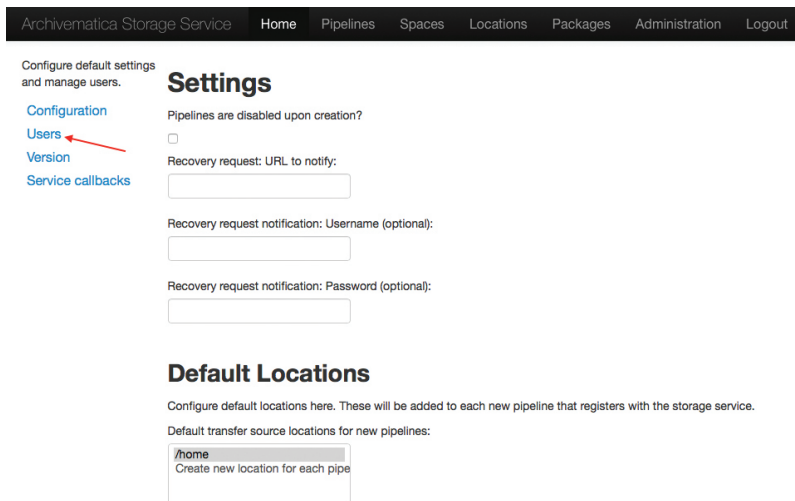 Archivematica Storage Service Home Pipelines Spaces Locations Packages Administration Logout
Configure default settings
and manage users.
Configuration
Users
Version
Service callbacks
Settings
Pipelines are disabled upon creation?
Recovery request: URL to notify:
Recovery request notification: Username (optional):
Recovery request notification: Password (optional):
Default Locations
Configure default locations here. These will be added to each new pipeline that registers with the storage service.
Default transfer source locations for new pipelines:
/home
Create new location for each pipe